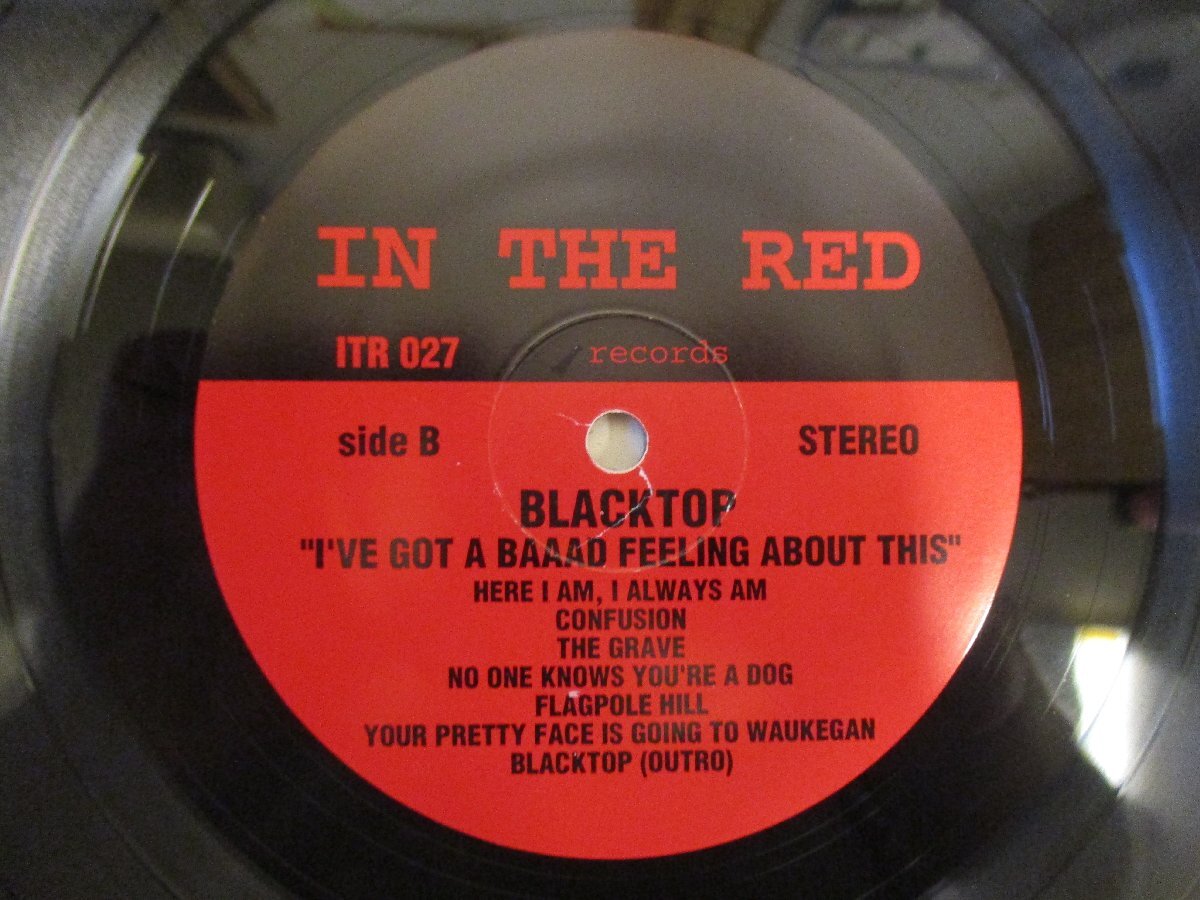 IN THE RED
ITR 027 records
side B STEREO
BLACKTOP
"I'VE GOT A BAAAD FEELING ABOUT THIS"
HERE I AM, I ALWAYS AM
CONFUSION
THE GRAVE
NO ONE KNOWS YOU'RE A DOG
FLAGPOLE HILL
YOUR PRETTY FACE IS GOING TO WAUKEGAN
BLACKTOP (OUTRO)